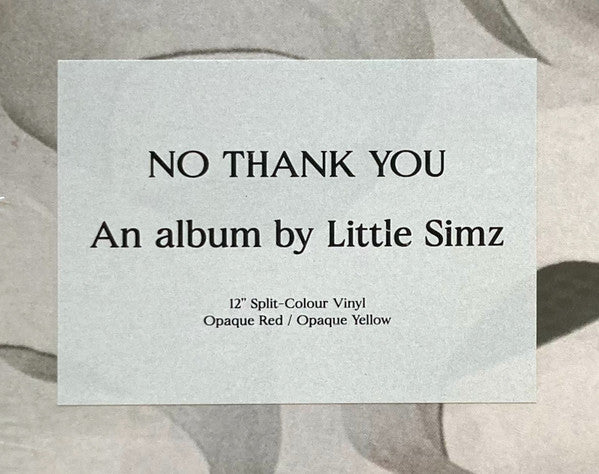 NO THANK YOU
An album by Little Simz
12” Split-Colour Vinyl
Opaque Red / Opaque Yellow